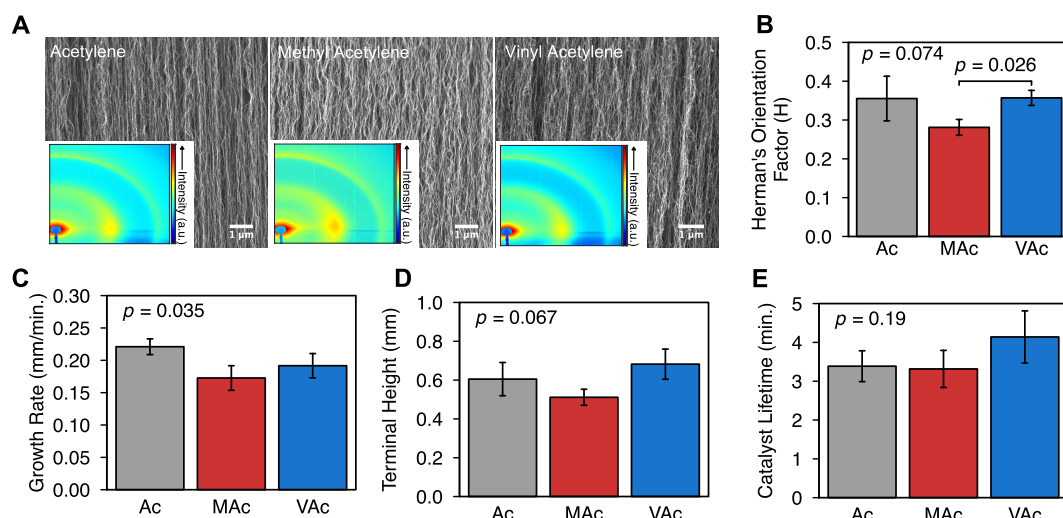 A
Acetylene
Methyl Acetylene
Vinyl Acetylene
Intensity (a.u.)
Intensity (a.u.)
Intensity (a.u.)
1 µm
1 µm
1 µm
B
Herman's Orientation
Factor (H)
0.5
0.4
0.3
0.2
0.1
0.0
p = 0.074
p = 0.026
Ac MAc VAc
C
Growth Rate (mm/min.)
0.30
0.25
0.20
0.15
0.10
0.05
0.00
p = 0.035
Ac MAc VAc
D
Terminal Height (mm)
1.0
0.8
0.6
0.4
0.2
0.0
p = 0.067
Ac MAc VAc
E
Catalyst Lifetime (min.)
5
4
3
2
1
0
p = 0.19
Ac MAc VAc